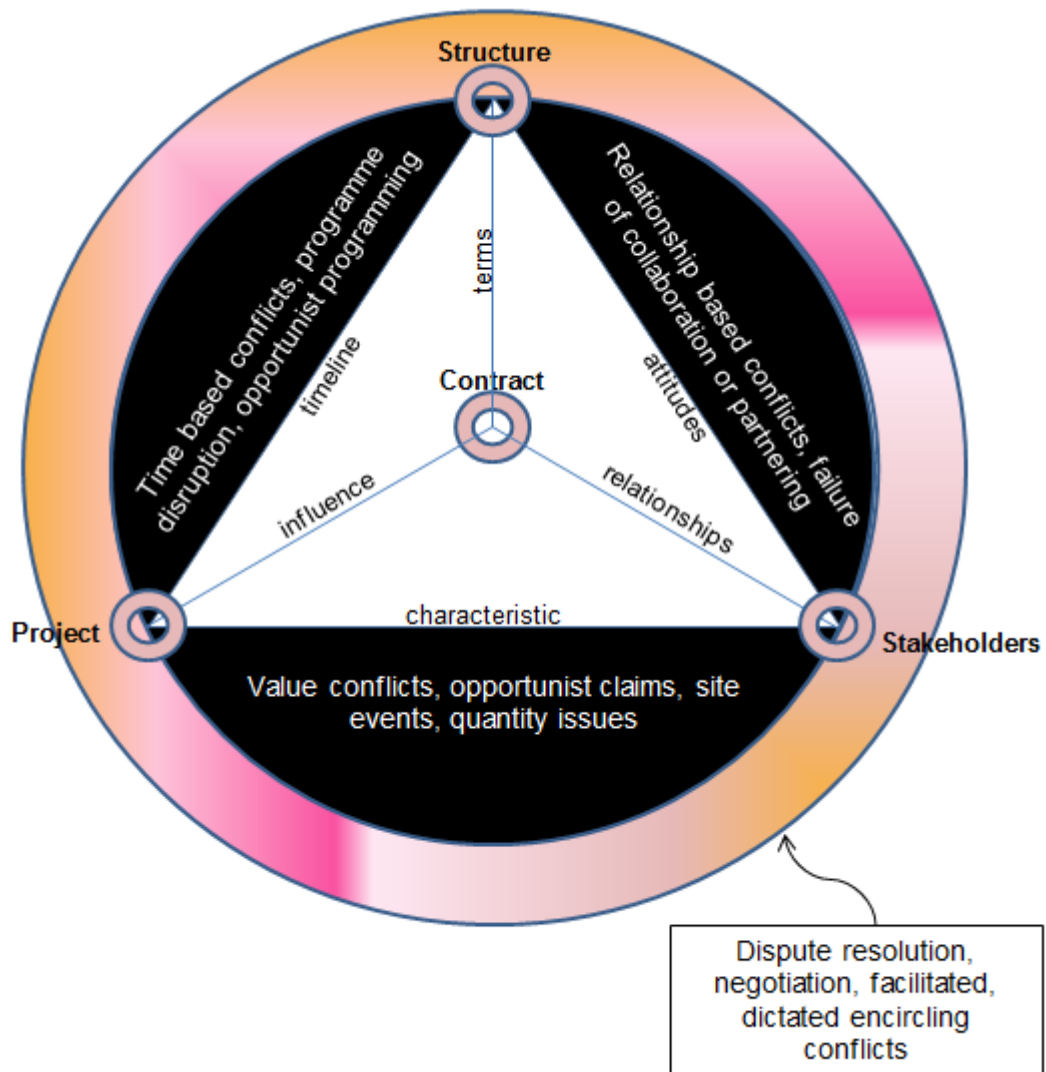 Structure
Time based conflicts, programme
disruption, opportunist programming
Relationship based conflicts, failure
of collaboration or partnering
terms
timeline
attitudes
Contract
influence
relationships
characteristic
Project
Stakeholders
Value conflicts, opportunist claims, site
events, quantity issues
Dispute resolution,
negotiation, facilitated,
dictated encircling
conflicts